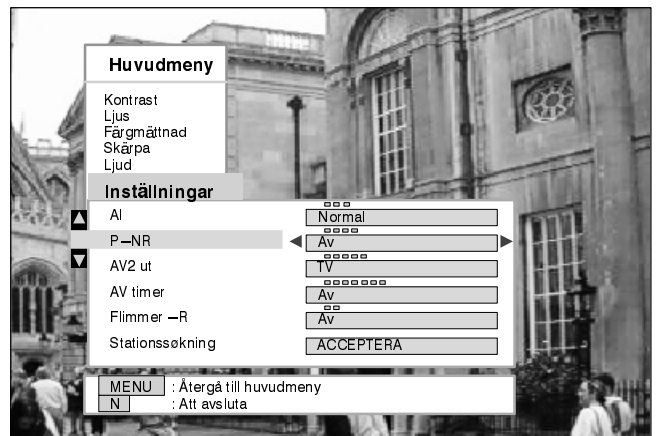 Huvudmeny
Kontrast
Ljus
Färgmättnad
Skärpa
Ljud
Inställningar
AI Normal
P–NR Av
AV2 ut TV
AV timer Av
Flimmer –R Av
Stationssøkning ACCEPTERA
MENU : Återgå till huvudmeny
N : Att avsluta